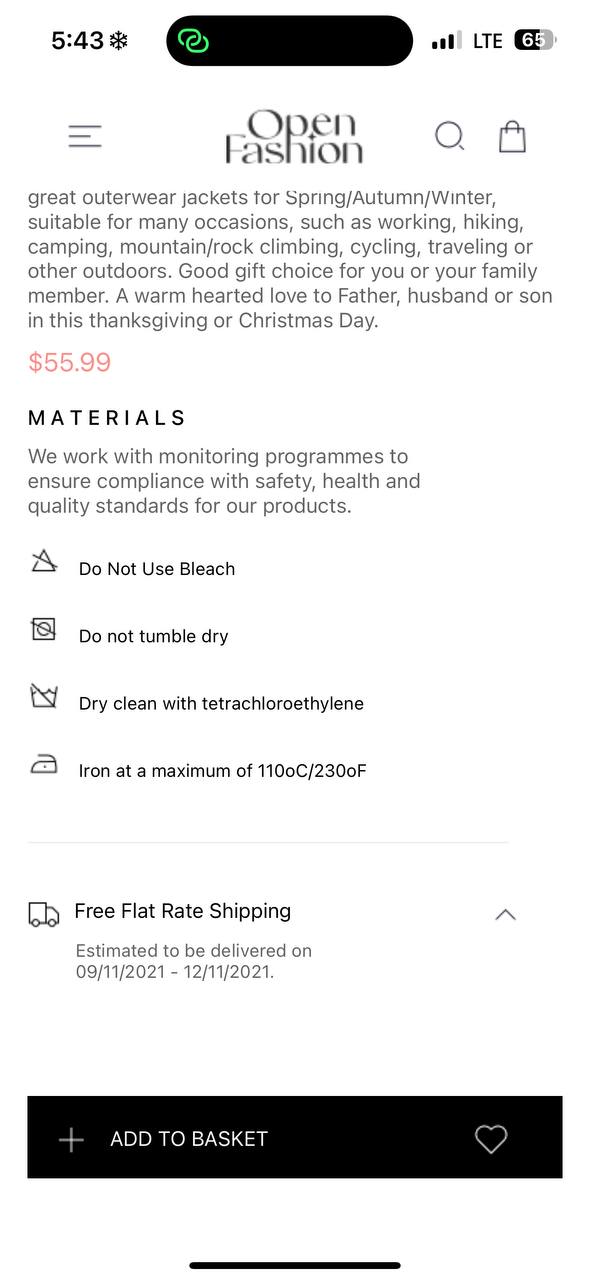 5:43
LTE
65
Open
Fashion
great outerwear jackets for Spring/Autumn/Winter,
suitable for many occasions, such as working, hiking,
camping, mountain/rock climbing, cycling, traveling or
other outdoors. Good gift choice for you or your family
member. A warm hearted love to Father, husband or son
in this thanksgiving or Christmas Day.
$55.99
MATERIALS
We work with monitoring programmes to
ensure compliance with safety, health and
quality standards for our products.
Do Not Use Bleach
Do not tumble dry
Dry clean with tetrachloroethylene
Iron at a maximum of 110oC/230oF
Free Flat Rate Shipping
Estimated to be delivered on
09/11/2021 - 12/11/2021.
ADD TO BASKET